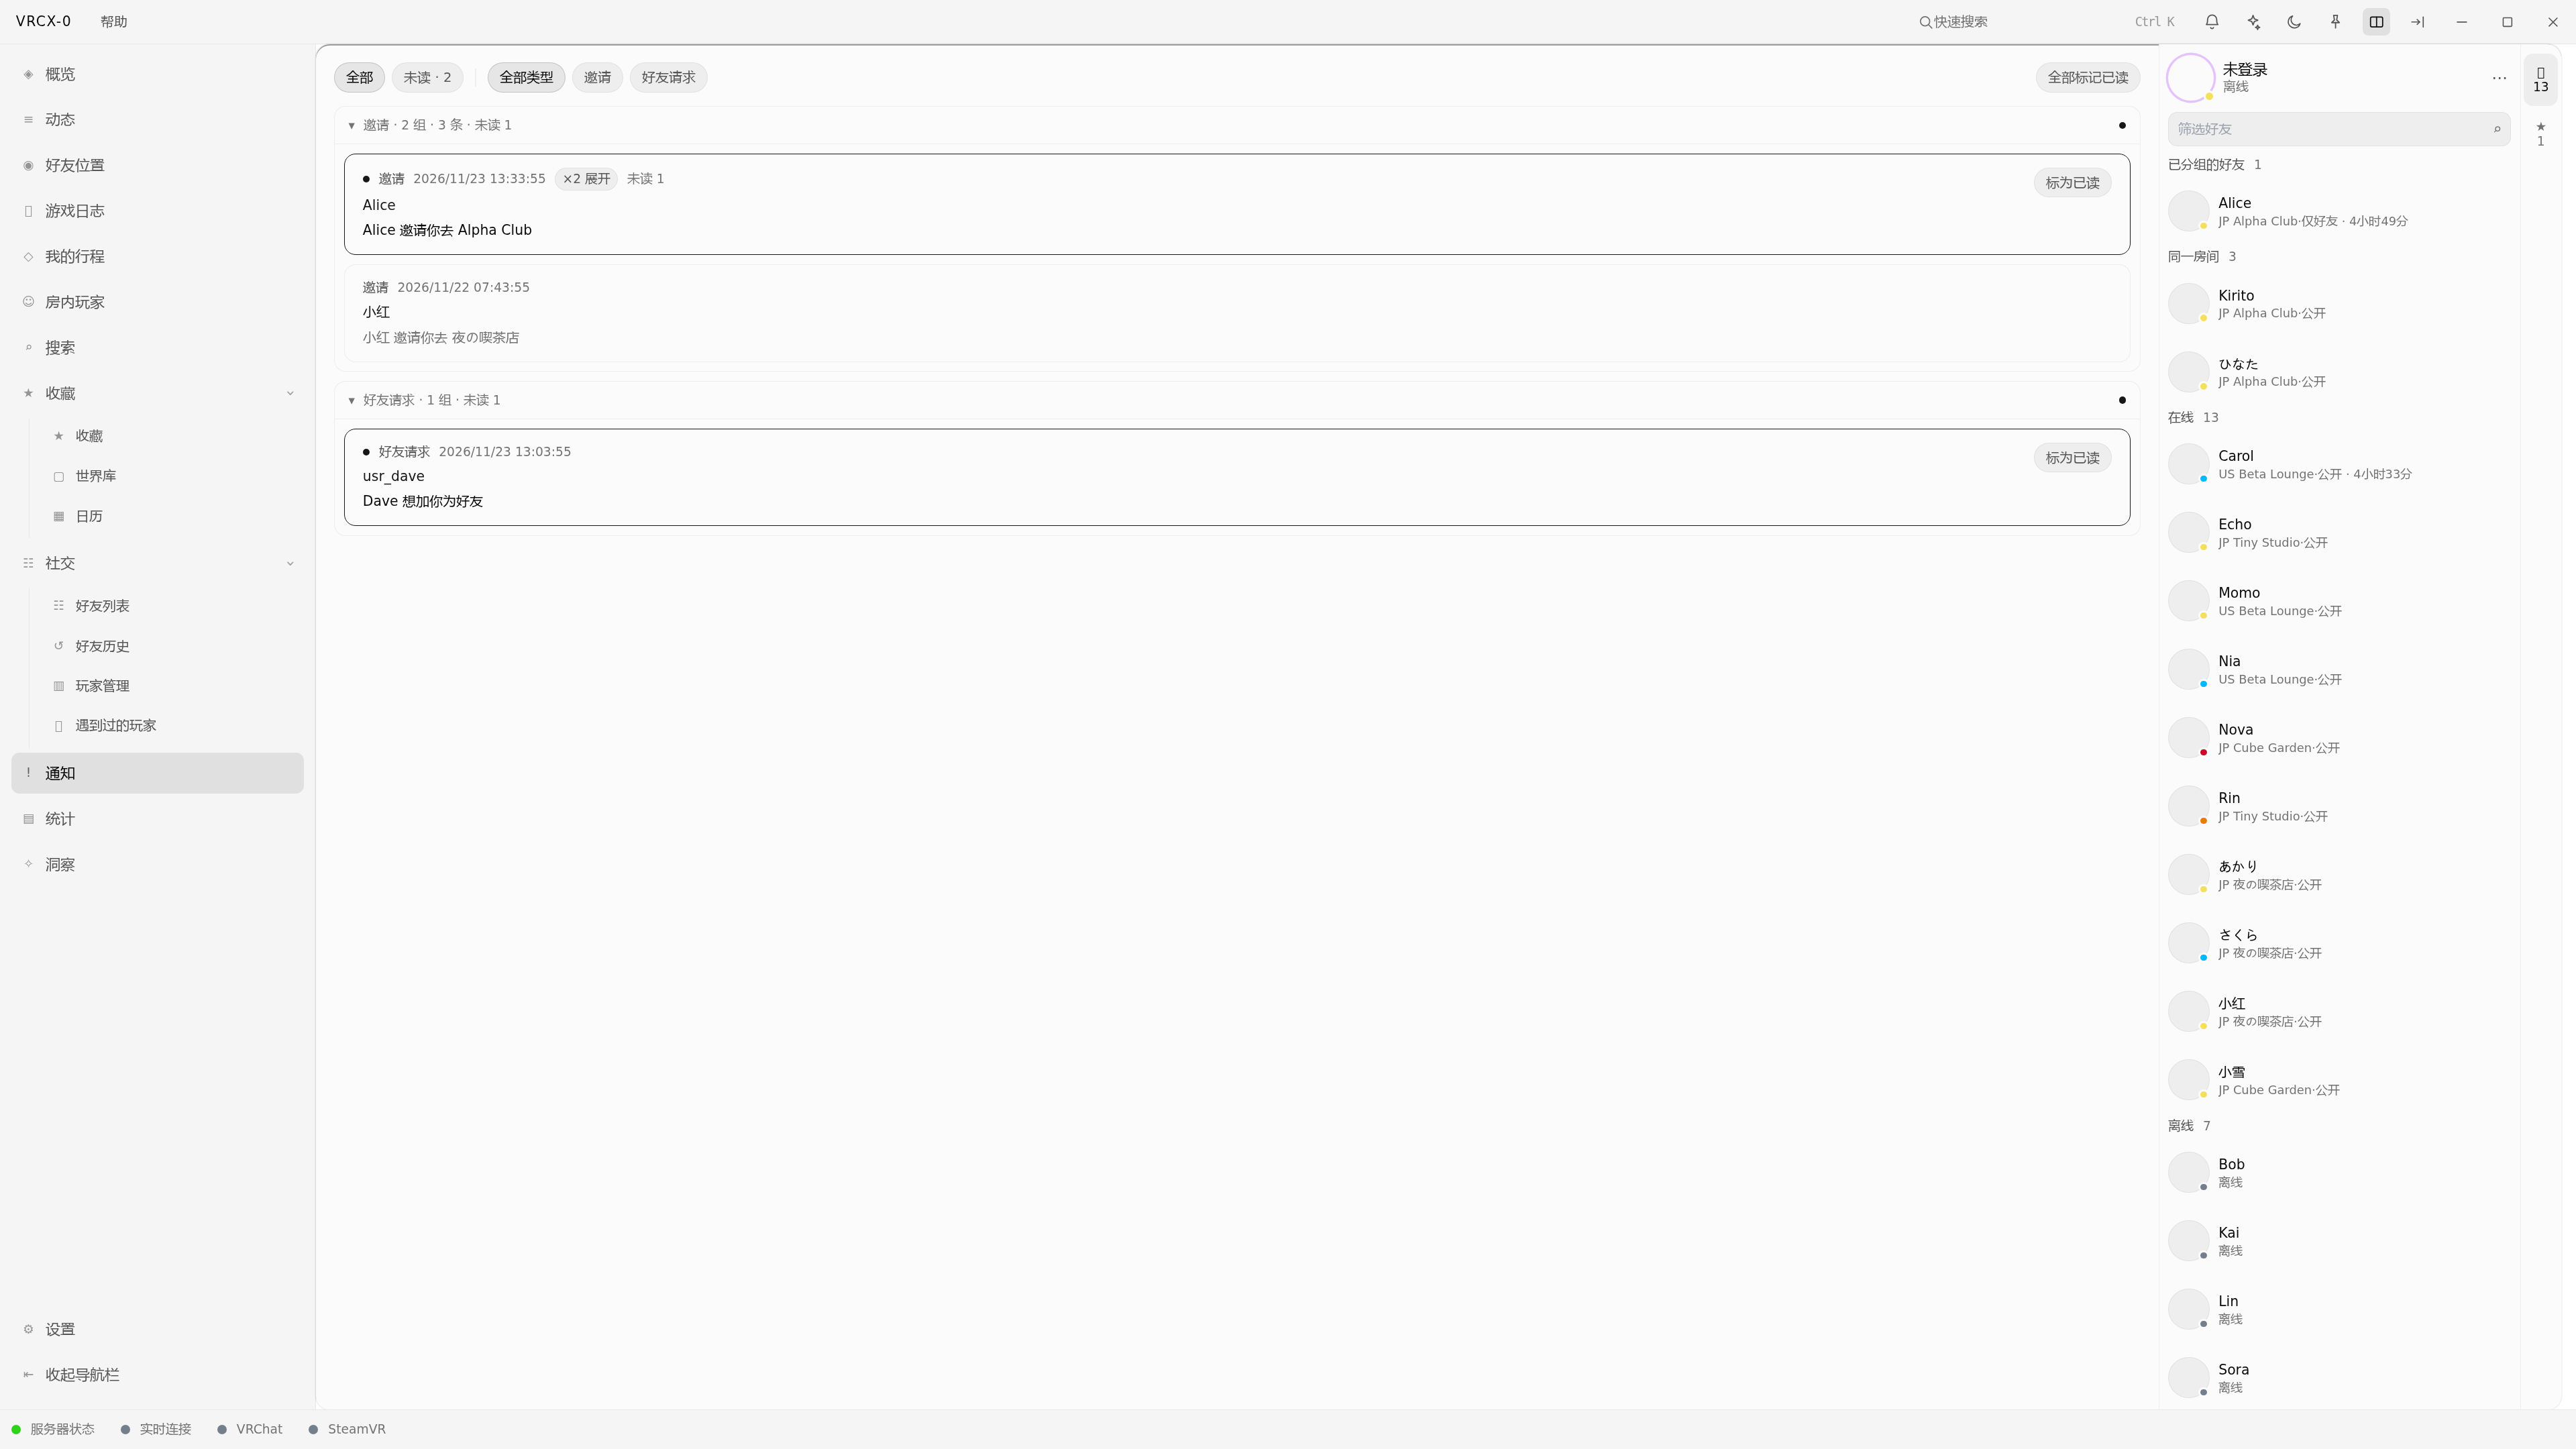 VRCX-0 帮助 快速搜索 Ctrl K
概览
动态
好友位置
游戏日志
我的行程
房内玩家
搜索
收藏
收藏
世界库
日历
社交
好友列表
好友历史
玩家管理
遇到过的玩家
通知
统计
洞察
设置
收起导航栏
全部 未读 · 2 全部类型 邀请 好友请求 全部标记已读
邀请 · 2 组 · 3 条 · 未读 1
邀请 2026/11/23 13:33:55 ×2 展开 未读 1 标为已读
Alice
Alice 邀请你去 Alpha Club
邀请 2026/11/22 07:43:55
小红
小红 邀请你去 夜の喫茶店
好友请求 · 1 组 · 未读 1
好友请求 2026/11/23 13:03:55 标为已读
usr_dave
Dave 想加你为好友
未登录
离线
筛选好友
已分组的好友 1
Alice
JP Alpha Club·仅好友 · 4小时49分
同一房间 3
Kirito
JP Alpha Club·公开
ひなた
JP Alpha Club·公开
在线 13
Carol
US Beta Lounge·公开 · 4小时33分
Echo
JP Tiny Studio·公开
Momo
US Beta Lounge·公开
Nia
US Beta Lounge·公开
Nova
JP Cube Garden·公开
Rin
JP Tiny Studio·公开
あかり
JP 夜の喫茶店·公开
さくら
JP 夜の喫茶店·公开
小红
JP 夜の喫茶店·公开
小雪
JP Cube Garden·公开
离线 7
Bob
离线
Kai
离线
Lin
离线
Sora
离线
13
1
服务器状态 实时连接 VRChat SteamVR